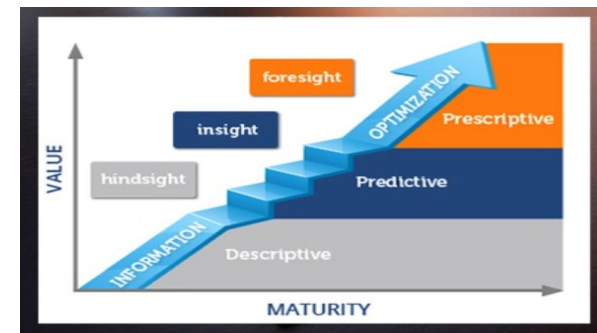 foresight
OPTIMIZATION
Prescriptive
insight
VALUE
hindsight
Predictive
INFORMATION
Descriptive
MATURITY